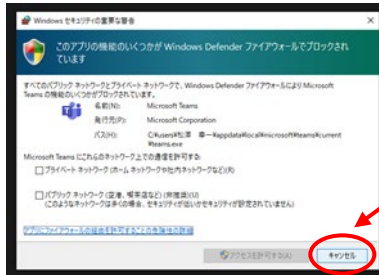 Windows セキュリティの重要な警告
このアプリの機能のいくつかが Windows Defender ファイアウォールでブロックされ
ています
すべてのパブリック ネットワークとプライベート ネットワークで、Windows Defender ファイアウォールにより Microsoft
Teams の機能のいくつかがブロックされています。
名前(N): Microsoft Teams
発行元(P): Microsoft Corporation
パス(H): C:¥users¥松澤 幸一¥appdata¥local¥microsoft¥teams¥current
¥teams.exe
Microsoft Teams にこれらのネットワーク上での通信を許可する:
プライベート ネットワーク (ホーム ネットワークや社内ネットワークなど)(R)
パブリック ネットワーク (空港、喫茶店など) (非推奨)(U)
(このようなネットワークは多くの場合、セキュリティが低いかセキュリティが設定されていません)
アプリにファイアウォールの経由を許可することの危険性の詳細
アクセスを許可する(A)
キャンセル